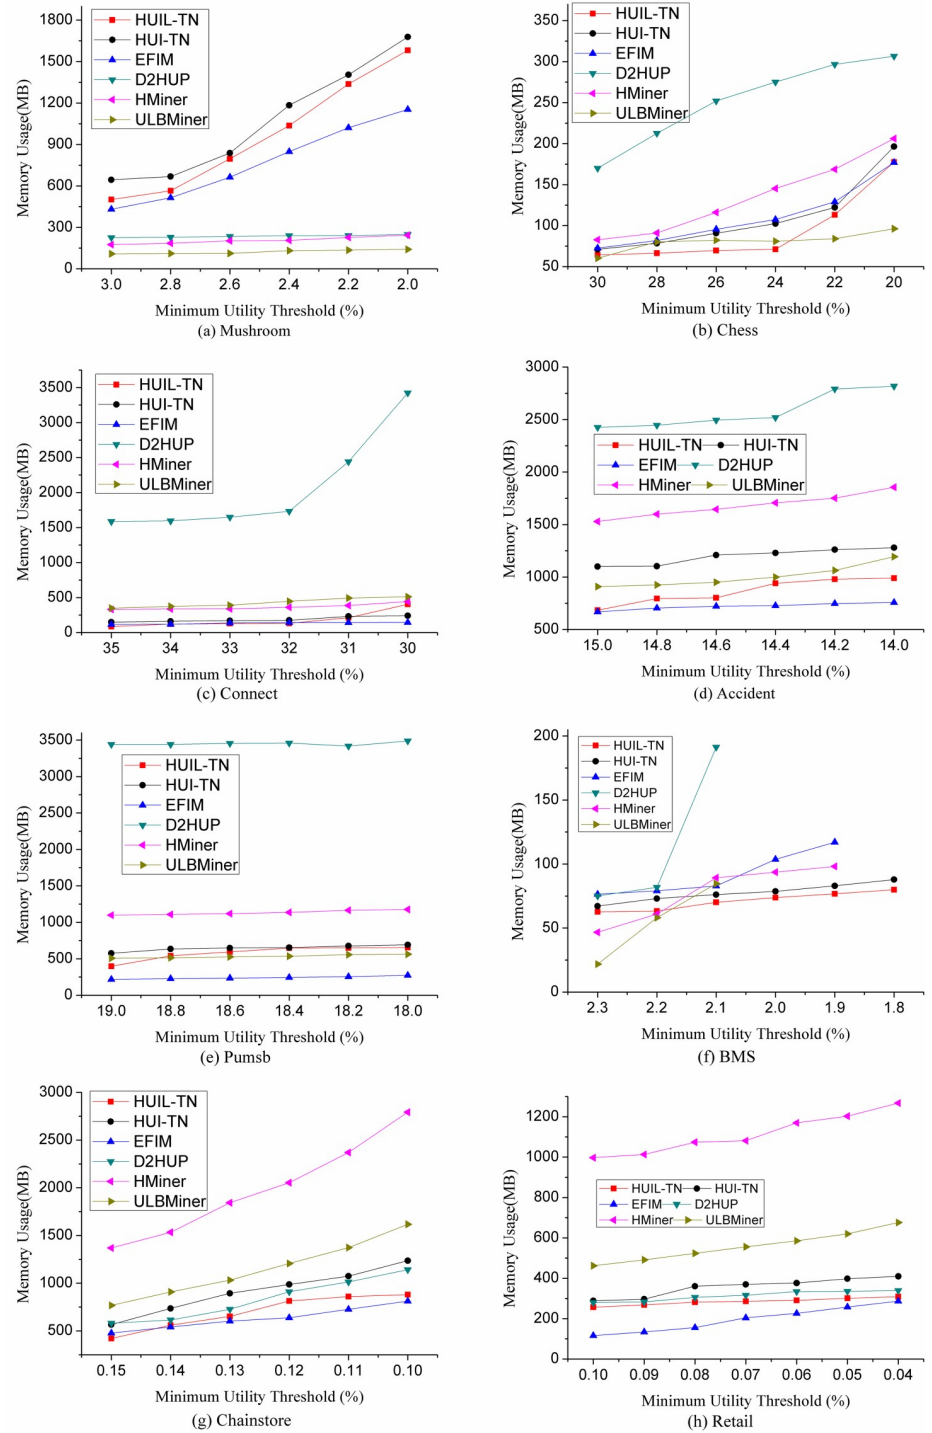 Memory Usage(MB)
1800
1500
1200
900
600
300
0
HUIL-TN
HUI-TN
EFIM
D2HUP
HMiner
ULBMiner
3.0 2.8 2.6 2.4 2.2 2.0
Minimum Utility Threshold (%)
(a) Mushroom
Memory Usage(MB)
350
300
250
200
150
100
50
HUIL-TN
HUI-TN
EFIM
D2HUP
HMiner
ULBMiner
30 28 26 24 22 20
Minimum Utility Threshold (%)
(b) Chess
Memory Usage(MB)
3500
3000
2500
2000
1500
1000
500
0
HUIL-TN
HUI-TN
EFIM
D2HUP
HMiner
ULBMiner
35 34 33 32 31 30
Minimum Utility Threshold (%)
(c) Connect
Memory Usage(MB)
3000
2500
2000
1500
1000
500
HUIL-TN HUI-TN
EFIM D2HUP
HMiner ULBMiner
15.0 14.8 14.6 14.4 14.2 14.0
Minimum Utility Threshold (%)
(d) Accident
Memory Usage(MB)
3500
3000
2500
2000
1500
1000
500
0
HUIL-TN
HUI-TN
EFIM
D2HUP
HMiner
ULBMiner
19.0 18.8 18.6 18.4 18.2 18.0
Minimum Utility Threshold (%)
(e) Pumsb
Memory Usage(MB)
200
150
100
50
0
HUIL-TN
HUI-TN
EFIM
D2HUP
HMiner
ULBMiner
2.3 2.2 2.1 2.0 1.9 1.8
Minimum Utility Threshold (%)
(f) BMS
Memory Usage(MB)
3000
2500
2000
1500
1000
500
HUIL-TN
HUI-TN
EFIM
D2HUP
HMiner
ULBMiner
0.15 0.14 0.13 0.12 0.11 0.10
Minimum Utility Threshold (%)
(g) Chainstore
Memory Usage(MB)
1200
1000
800
600
400
200
0
HUIL-TN HUI-TN
EFIM D2HUP
HMiner ULBMiner
0.10 0.09 0.08 0.07 0.06 0.05 0.04
Minimum Utility Threshold (%)
(h) Retail